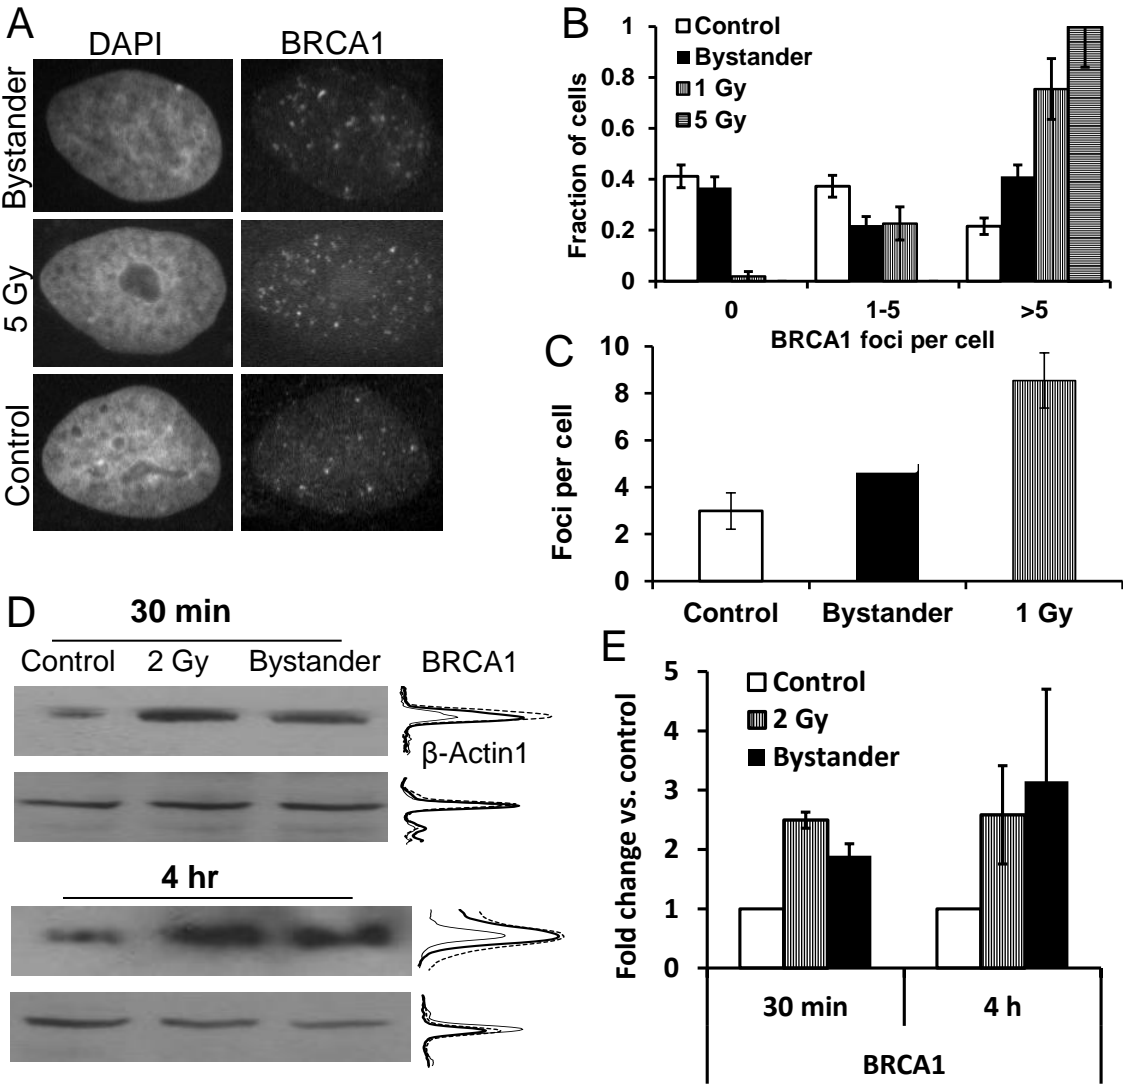 A
DAPI BRCA1
Bystander
5 Gy
Control
B
Control
Bystander
1 Gy
5 Gy
Fraction of cells
1
0.8
0.6
0.4
0.2
0
0 1-5 >5
BRCA1 foci per cell
C
Foci per cell
10
8
6
4
2
0
Control Bystander 1 Gy
D
30 min
Control 2 Gy Bystander BRCA1
β-Actin1
4 hr
E
Control
2 Gy
Bystander
Fold change vs. control
5
4
3
2
1
0
30 min 4 h
BRCA1